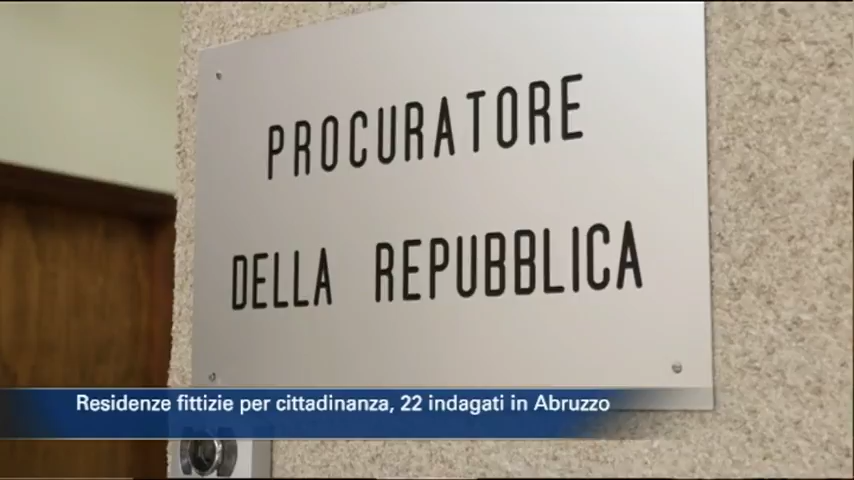 PROCURATORE
DELLA REPUBBLICA
Residenze fittizie per cittadinanza, 22 indagati in Abruzzo